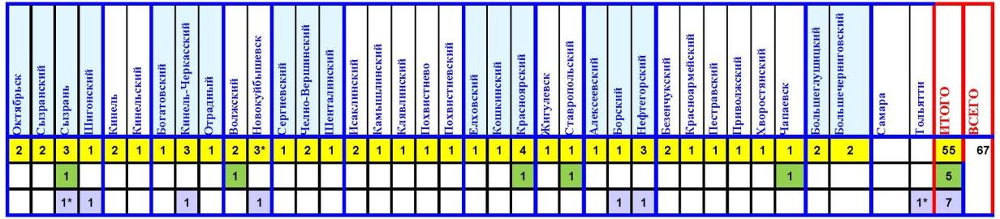 Октябрьск Сызранский Сызрань Шигонский Кинель Кинельский Богатовский Кинель-Черкасский Отрадный Волжский Новокуйбышевск Сергиевский Челно-Вершинский Шенталинский Исаклинский Камышлинский Клявлинский Похвистнево Похвистневский Елховский Кошкинский Красноярский Жигулевск Ставропольский Алексеевский Борский Нефтегорский Безенчукский Красноармейский Пестравский Приволжский Хворостянский Чапаевск Большеглушицкий Большечерниговский Самара Тольятти ИТОГО ВСЕГО
2 2 3 1 2 1 1 3 1 2 3* 1 2 1 2 1 1 1 1 1 1 4 1 1 1 1 3 2 1 1 1 1 1 2 2 55 67
1 1 1 1 1 5
1* 1 1 1 1 1 1* 7